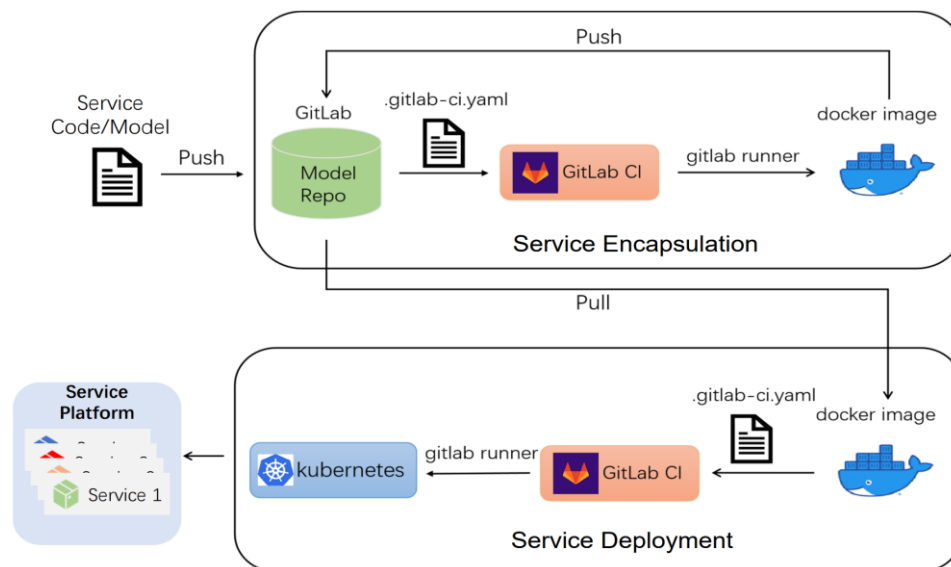 Push
Service
Code/Model
Push
GitLab
Model
Repo
.gitlab-ci.yaml
GitLab CI
gitlab runner
docker image
Service Encapsulation
Pull
Service
Platform
Service 1
kubernetes
gitlab runner
GitLab CI
.gitlab-ci.yaml
docker image
Service Deployment